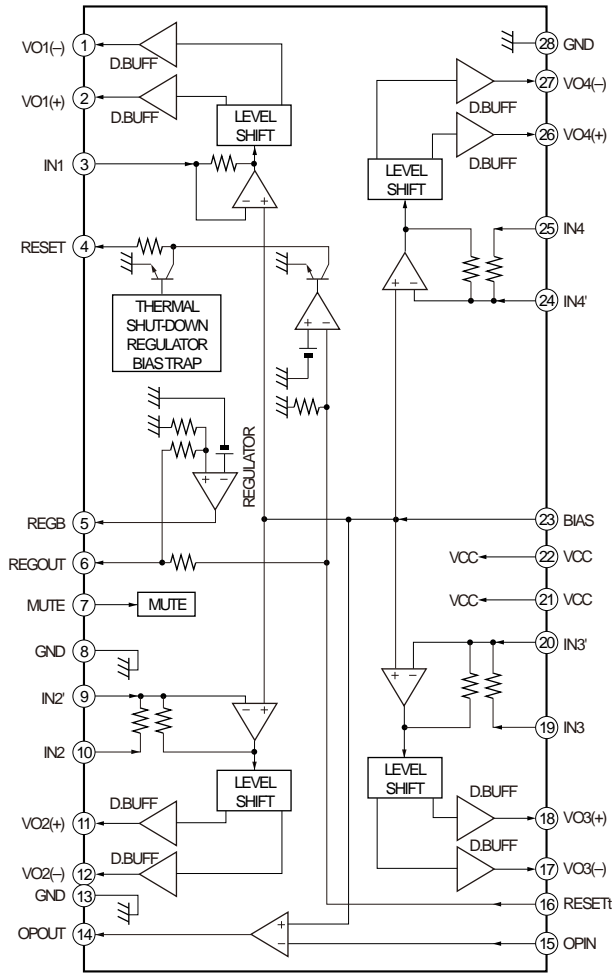 1 VO1(–)
D.BUFF
2 VO1(+)
D.BUFF
LEVEL
SHIFT
3 IN1
– +
4 RESET
THERMAL
SHUT-DOWN
REGULATOR
BIAS TRAP
+ –
REGULATOR
+ –
5 REGB
6 REGOUT
7 MUTE
MUTE
8 GND
9 IN2'
– +
10 IN2
LEVEL
SHIFT
11 VO2(+)
D.BUFF
12 VO2(–)
D.BUFF
13 GND
14 OPOUT
+
–
28 GND
27 VO4(–)
D.BUFF
26 VO4(+)
D.BUFF
LEVEL
SHIFT
25 IN4
+ –
24 IN4'
23 BIAS
VCC 22 VCC
VCC 21 VCC
20 IN3'
+ –
19 IN3
LEVEL
SHIFT
D.BUFF
18 VO3(+)
D.BUFF
17 VO3(–)
16 RESETt
15 OPIN